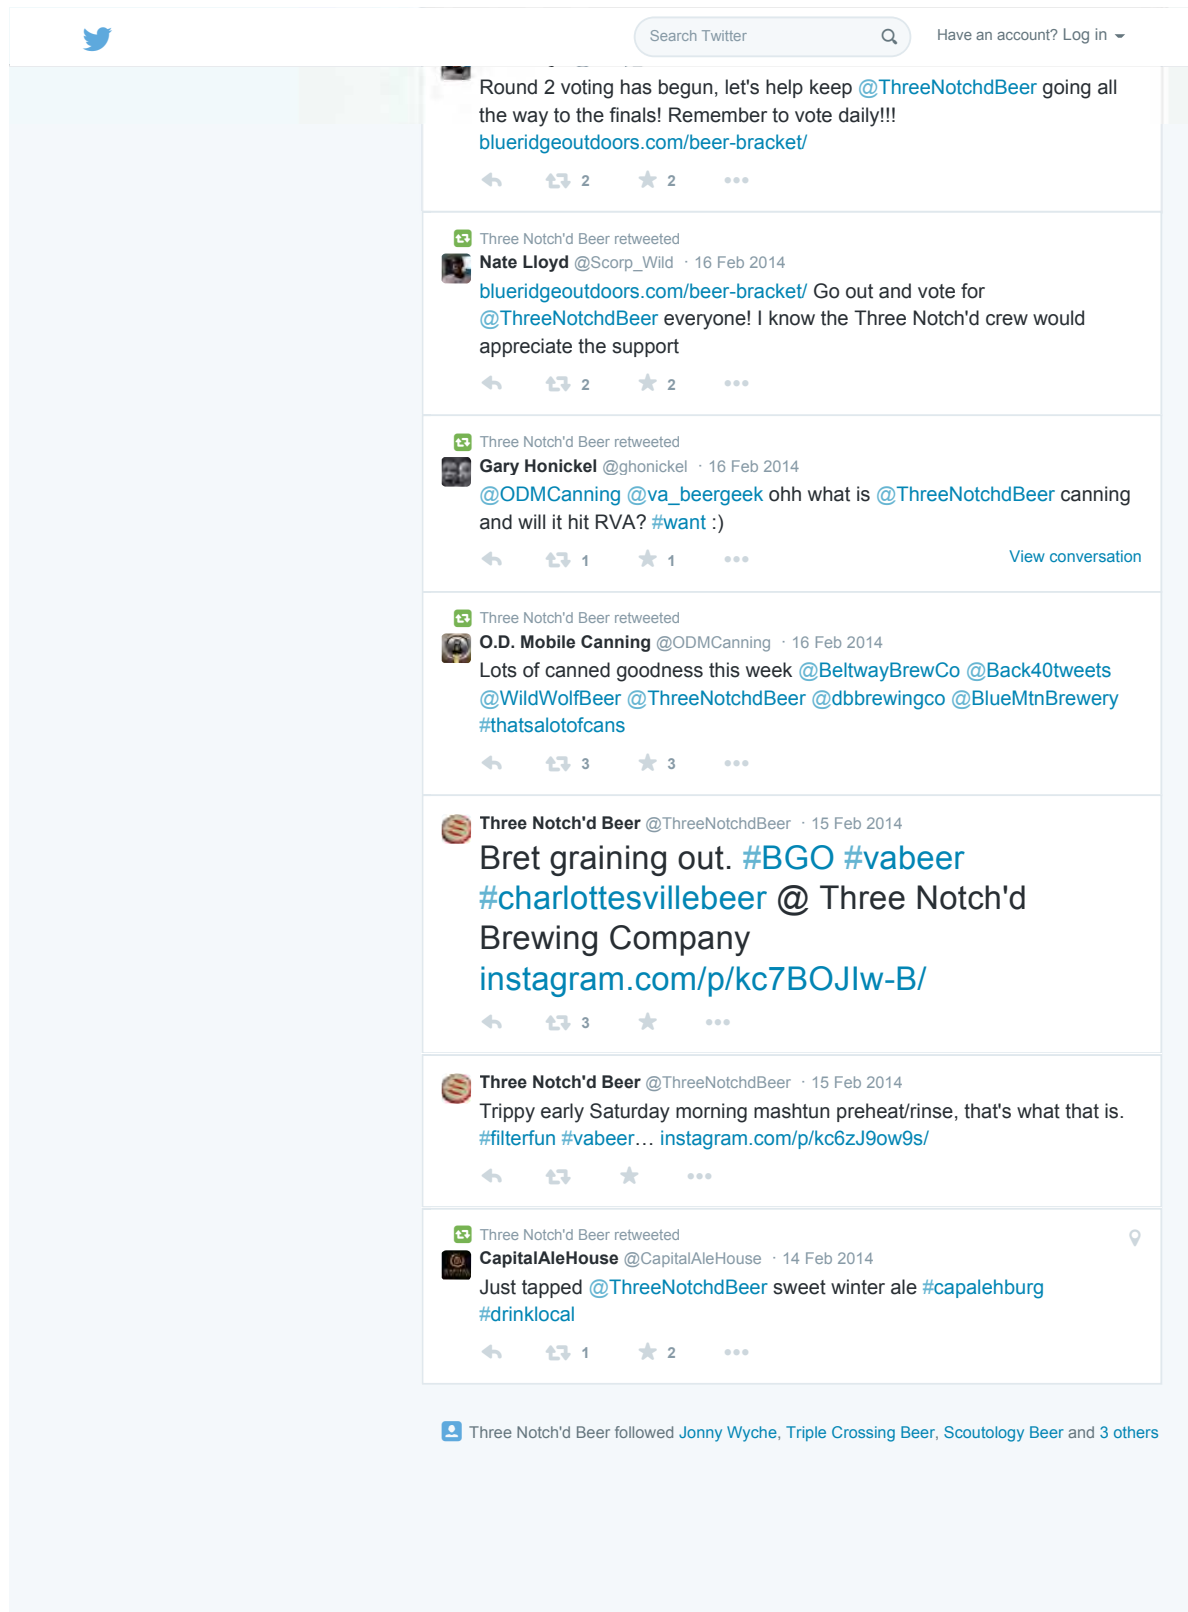 Search Twitter
Have an account? Log in
Round 2 voting has begun, let's help keep @ThreeNotchdBeer going all
the way to the finals! Remember to vote daily!!!
blueridgeoutdoors.com/beer-bracket/
2 2
Three Notch'd Beer retweeted
Nate Lloyd @Scorp_Wild · 16 Feb 2014
blueridgeoutdoors.com/beer-bracket/ Go out and vote for
@ThreeNotchdBeer everyone! I know the Three Notch'd crew would
appreciate the support
2 2
Three Notch'd Beer retweeted
Gary Honickel @ghonickel · 16 Feb 2014
@ODMCanning @va_beergeek ohh what is @ThreeNotchdBeer canning
and will it hit RVA? #want :)
1 1 View conversation
Three Notch'd Beer retweeted
O.D. Mobile Canning @ODMCanning · 16 Feb 2014
Lots of canned goodness this week @BeltwayBrewCo @Back40tweets
@WildWolfBeer @ThreeNotchdBeer @dbbrewingco @BlueMtnBrewery
#thatsalotofcans
3 3
Three Notch'd Beer @ThreeNotchdBeer · 15 Feb 2014
Bret graining out. #BGO #vabeer
#charlottesvillebeer @ Three Notch'd
Brewing Company
instagram.com/p/kc7BOJIw-B/
3
Three Notch'd Beer @ThreeNotchdBeer · 15 Feb 2014
Trippy early Saturday morning mashtun preheat/rinse, that's what that is.
#filterfun #vabeer… instagram.com/p/kc6zJ9ow9s/
Three Notch'd Beer retweeted
CapitalAleHouse @CapitalAleHouse · 14 Feb 2014
Just tapped @ThreeNotchdBeer sweet winter ale #capalehburg
#drinklocal
1 2
Three Notch'd Beer followed Jonny Wyche, Triple Crossing Beer, Scoutology Beer and 3 others